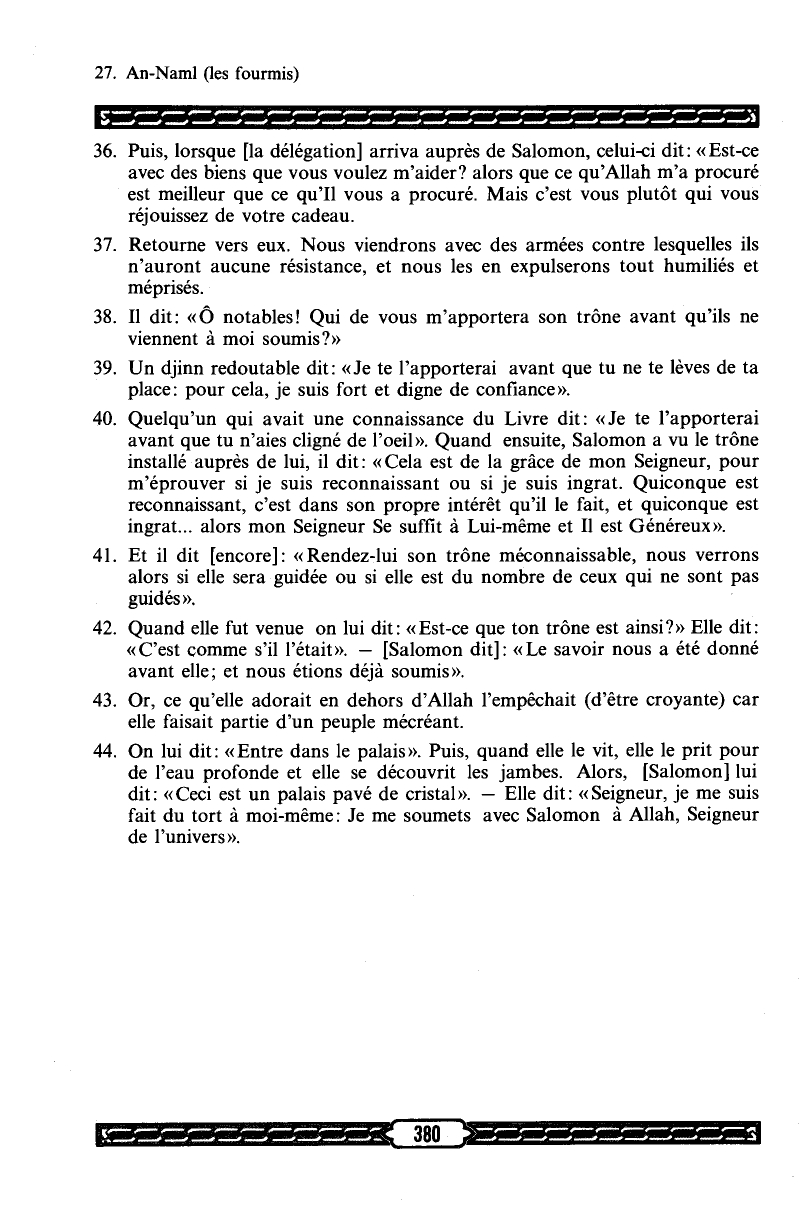 27. An-Naml (les fourmis)
36. Puis, lorsque [la délégation] arriva auprès de Salomon, celui-ci dit: «Est-ce
avec des biens que vous voulez m’aider? alors que ce qu’Allah m’a procuré
est meilleur que ce qu’Il vous a procuré. Mais c’est vous plutôt qui vous
réjouissez de votre cadeau.
37. Retourne vers eux. Nous viendrons avec des armées contre lesquelles ils
n’auront aucune résistance, et nous les en expulserons tout humiliés et
méprisés.
38. Il dit: «Ô notables! Qui de vous m’apportera son trône avant qu’ils ne
viennent à moi soumis?»
39. Un djinn redoutable dit: «Je te l’apporterai avant que tu ne te lèves de ta
place: pour cela, je suis fort et digne de confiance».
40. Quelqu’un qui avait une connaissance du Livre dit: «Je te l’apporterai
avant que tu n’aies cligné de l’oeil». Quand ensuite, Salomon a vu le trône
installé auprès de lui, il dit: «Cela est de la grâce de mon Seigneur, pour
m’éprouver si je suis reconnaissant ou si je suis ingrat. Quiconque est
reconnaissant, c’est dans son propre intérêt qu’il le fait, et quiconque est
ingrat... alors mon Seigneur Se suffit à Lui-même et Il est Généreux».
41. Et il dit [encore]: «Rendez-lui son trône méconnaissable, nous verrons
alors si elle sera guidée ou si elle est du nombre de ceux qui ne sont pas
guidés».
42. Quand elle fut venue on lui dit: «Est-ce que ton trône est ainsi?» Elle dit:
«C’est comme s’il l’était». — [Salomon dit]: «Le savoir nous a été donné
avant elle; et nous étions déjà soumis».
43. Or, ce qu’elle adorait en dehors d’Allah l’empêchait (d’être croyante) car
elle faisait partie d’un peuple mécréant.
44. On lui dit: «Entre dans le palais». Puis, quand elle le vit, elle le prit pour
de l’eau profonde et elle se découvrit les jambes. Alors, [Salomon] lui
dit: «Ceci est un palais pavé de cristal». — Elle dit: «Seigneur, je me suis
fait du tort à moi-même: Je me soumets avec Salomon à Allah, Seigneur
de l’univers».
380